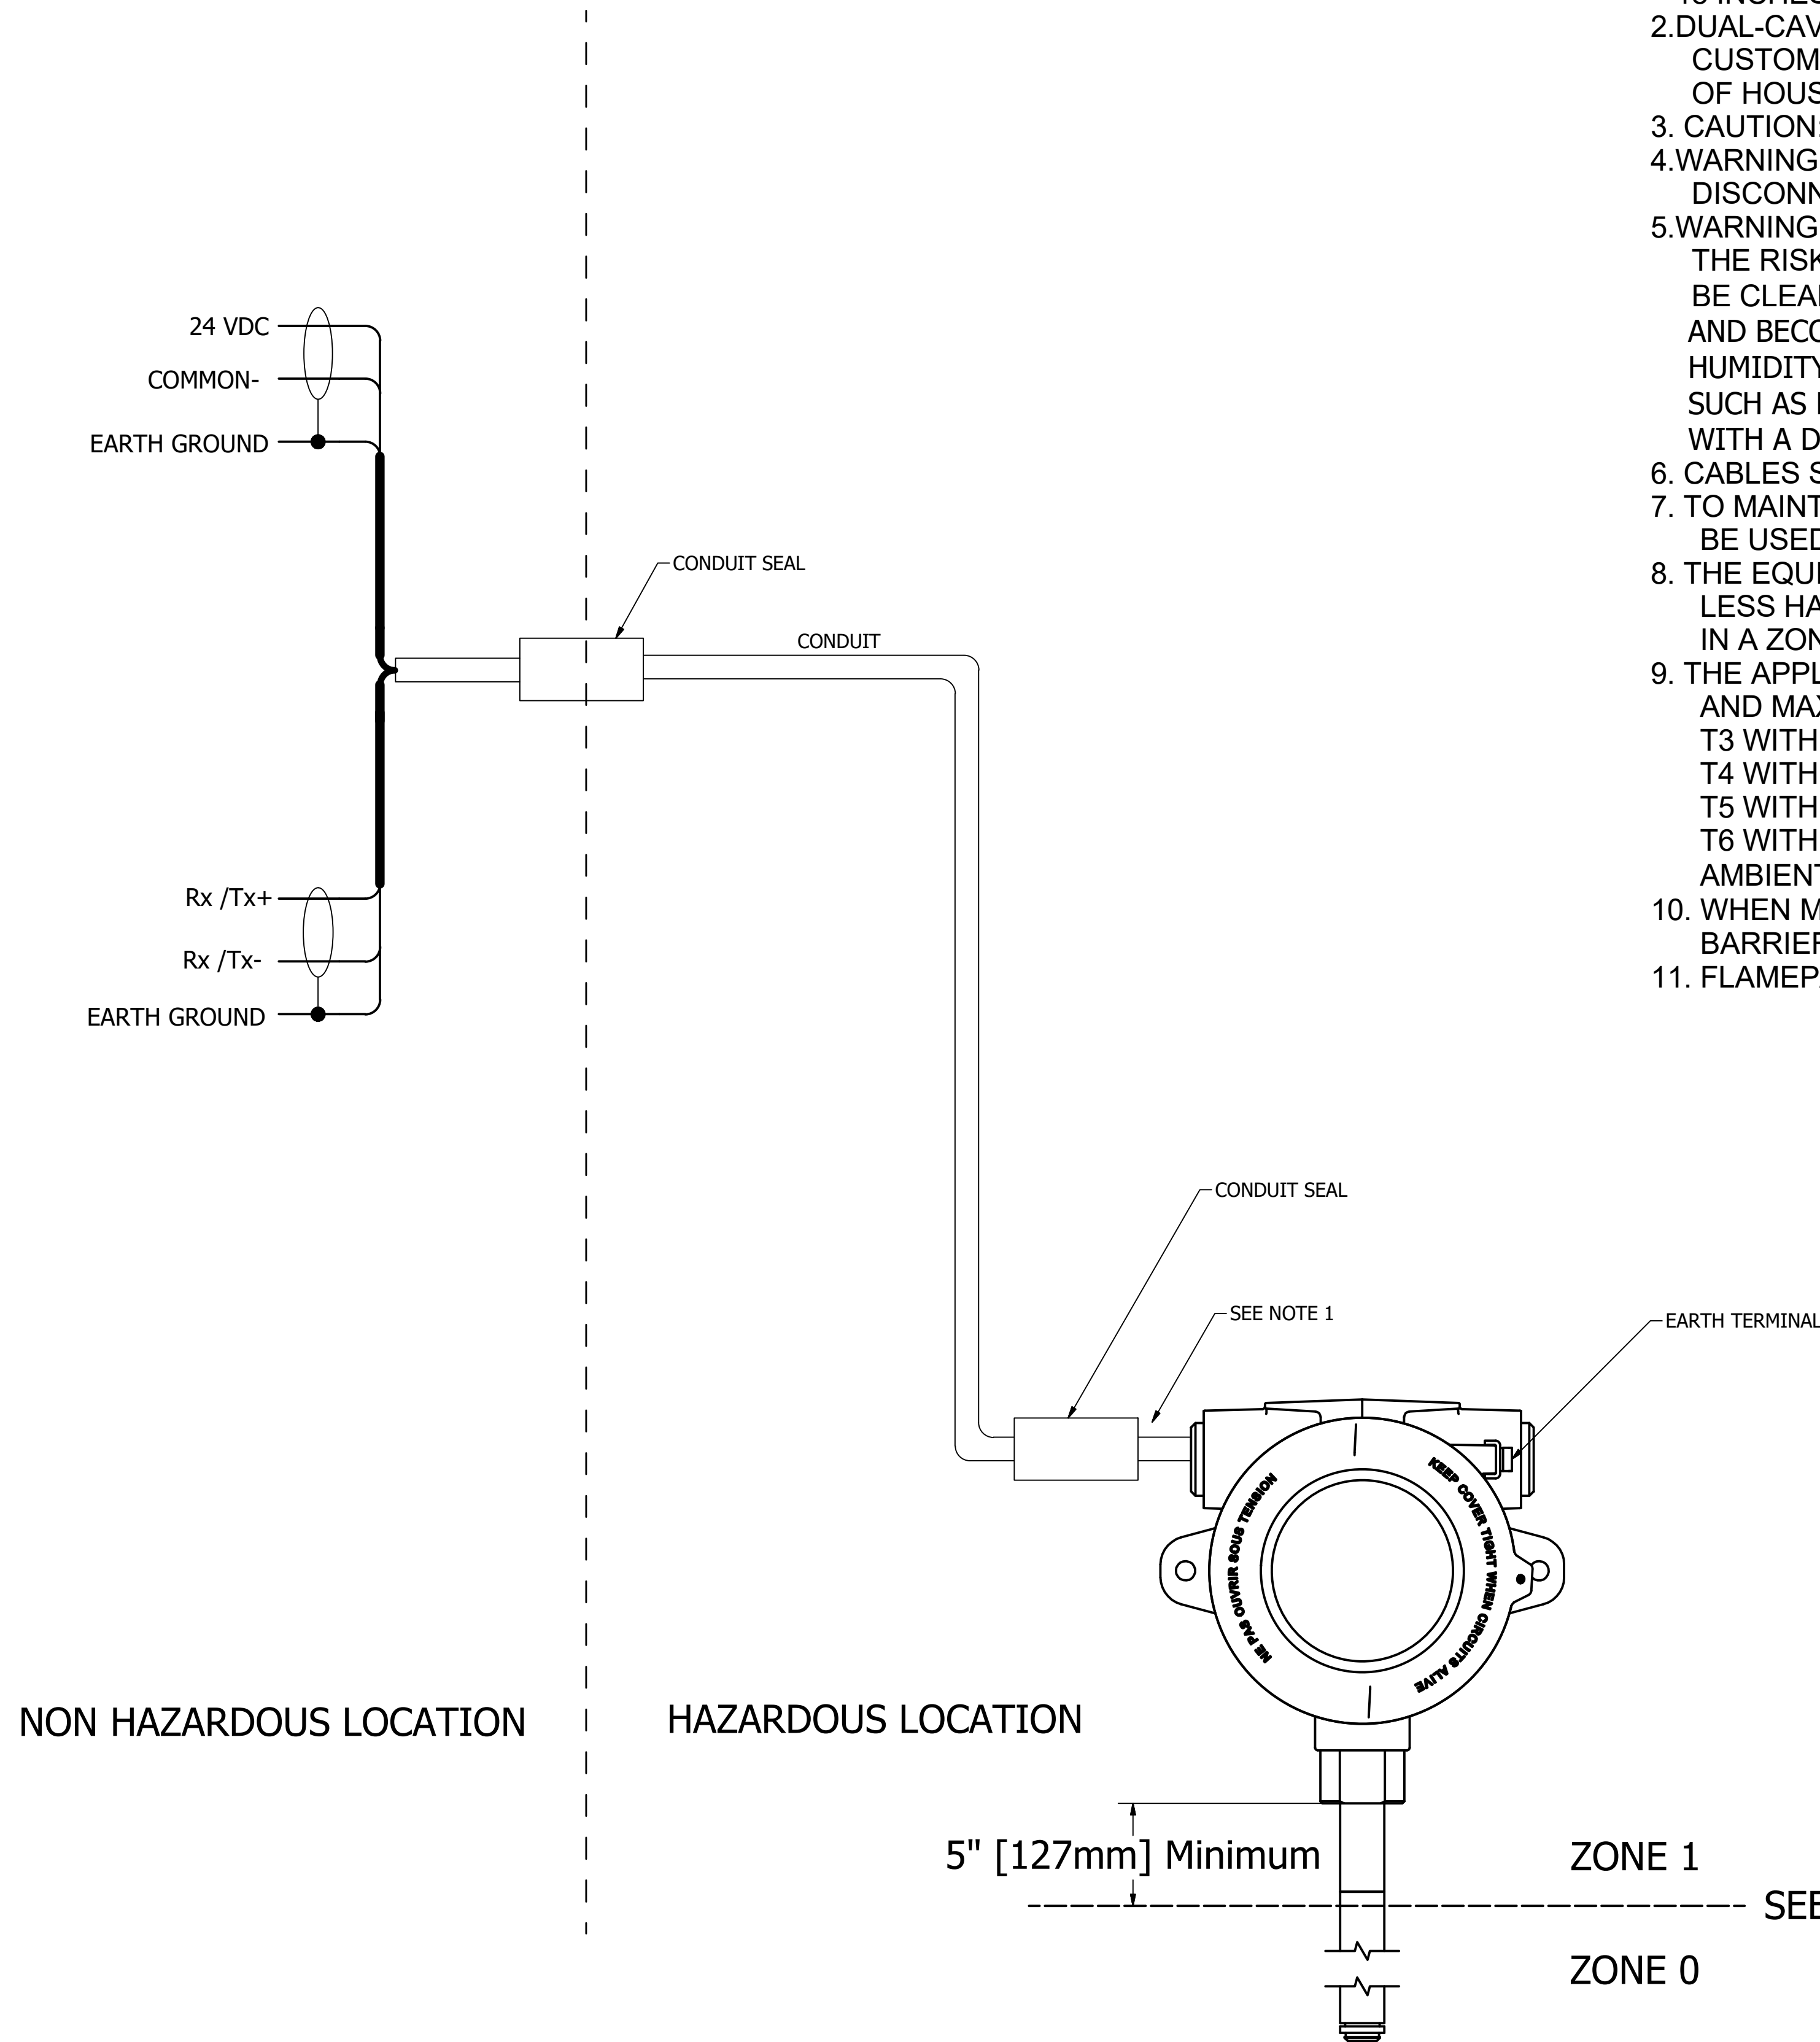 INCHES
2.DUAL-CAV
CUSTOM
OF HOUS
3. CAUTION:
4.WARNING
DISCONN
5.WARNING
THE RISK
BE CLEA
AND BECO
HUMIDITY
SUCH AS
WITH A D
6. CABLES S
7. TO MAINT
BE USED
8. THE EQUI
LESS HA
IN A ZON
9. THE APPL
AND MAX
T3 WITH
T4 WITH
T5 WITH
T6 WITH
AMBIENT
10. WHEN M
BARRIER
11. FLAMEPA
24 VDC
COMMON-
EARTH GROUND
CONDUIT SEAL
CONDUIT
Rx /Tx+
Rx /Tx-
EARTH GROUND
CONDUIT SEAL
SEE NOTE 1
EARTH TERMINAL
NE PAS OUVRIR SOUS TENSION
KEEP COVER TIGHT WHEN CIRCUITS ALIVE
NON HAZARDOUS LOCATION
HAZARDOUS LOCATION
5" [127mm] Minimum
ZONE 1
SEE
ZONE 0